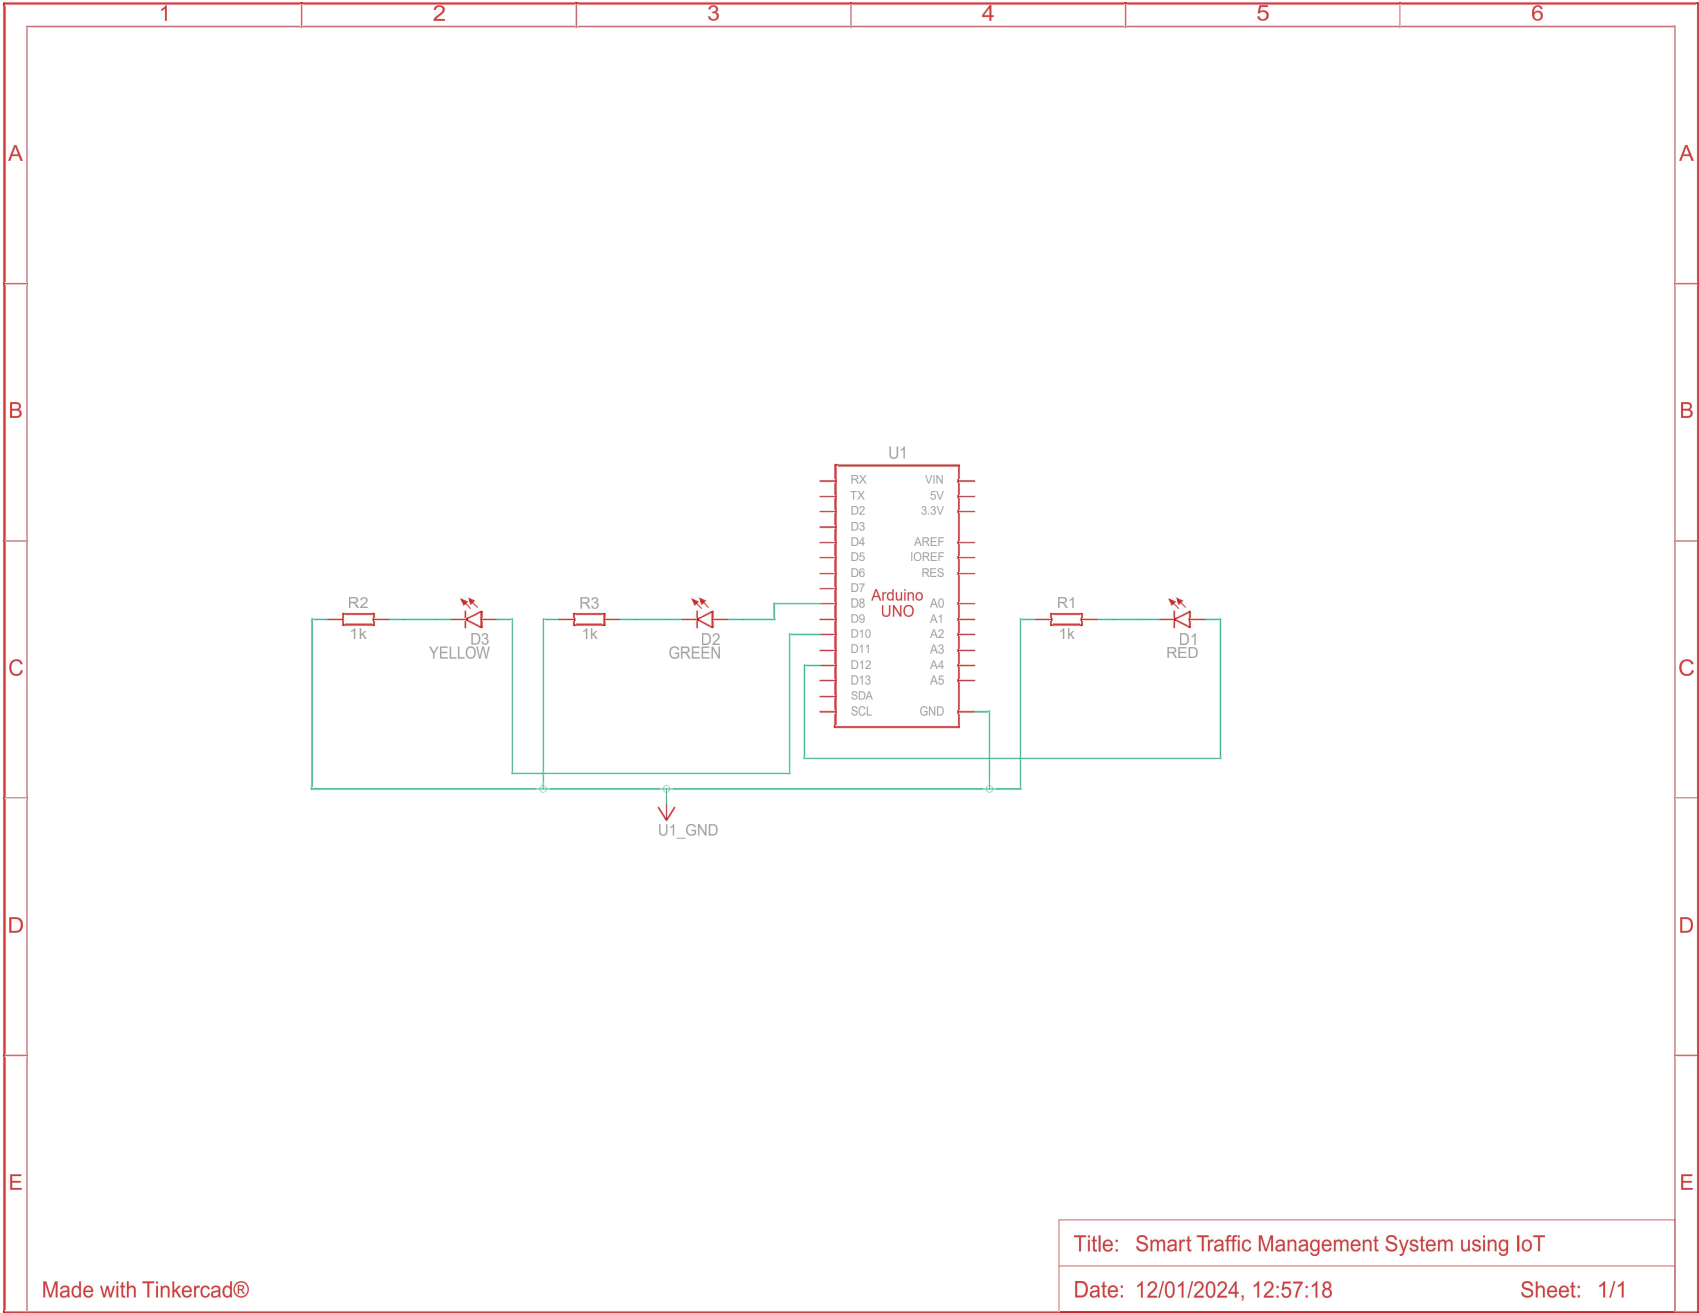 1 2 3 4 5 6
A A
B B
U1
RX VIN
TX 5V
D2 3.3V
D3
D4 AREF
D5 IOREF
D6 RES
D7
Arduino
UNO
D8 A0
D9 A1
D10 A2
D11 A3
D12 A4
D13 A5
SDA
SCL GND
R2
1k
D3
YELLOW
R3
1k
D2
GREEN
R1
1k
D1
RED
C C
U1_GND
D D
E E
Title: Smart Traffic Management System using IoT
Made with Tinkercad®
Date: 12/01/2024, 12:57:18 Sheet: 1/1